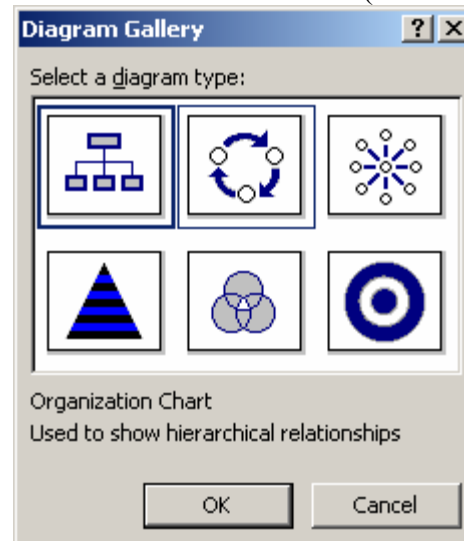 Diagram Gallery
Select a diagram type:
Organization Chart
Used to show hierarchical relationships
OK Cancel